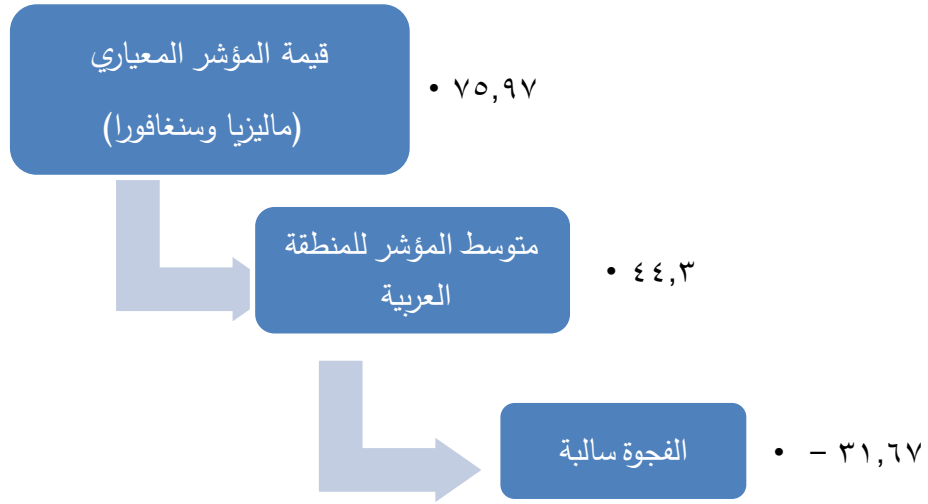 قيمة المؤشر المعياري
(ماليزيا وسنغافورا)
• ٧٥,٩٧
متوسط المؤشر للمنطقة
العربية
• ٤٤,٣
الفجوة سالبة
• – ٣١,٦٧